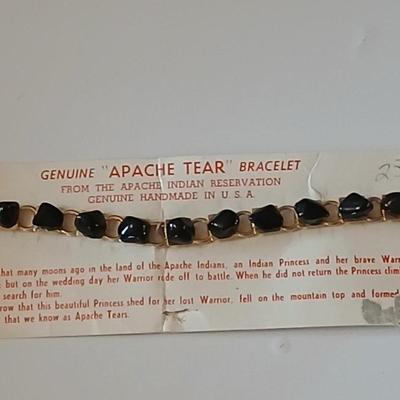 GENUINE "APACHE TEAR" BRACELET
FROM THE APACHE INDIAN RESERVATION
GENUINE HANDMADE IN U. S. A.
that many moons ago in the land of the Apache Indians, an Indian Princess and her brave
but on the wedding day her Warrior rode off to battle. When he did not return the Princess
search for him.
that this beautiful Princess shed for her lost Warrior, fell on the mountain top and formed
that we know as Apache Tears.